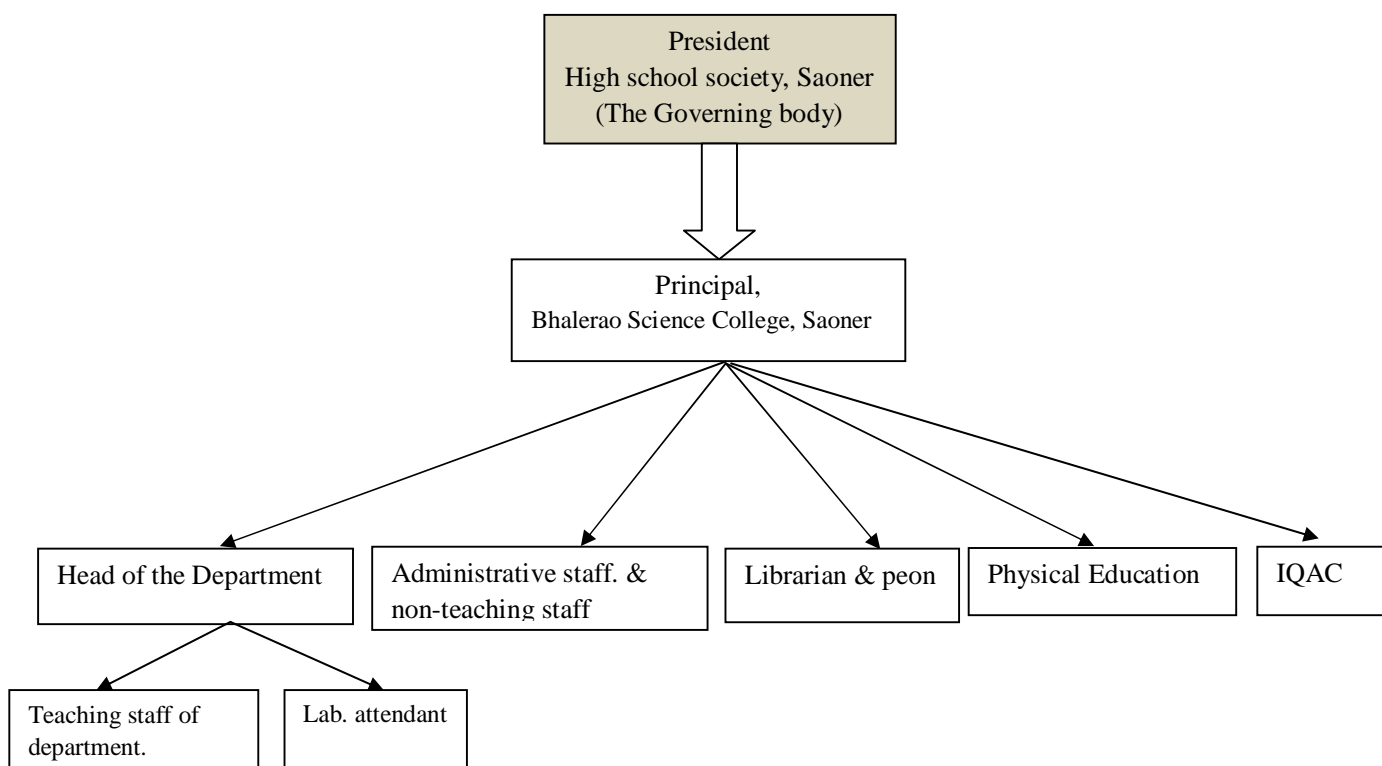 President
High school society, Saoner
(The Governing body)
Principal,
Bhalerao Science College, Saoner
Head of the Department
Administrative staff. &
non-teaching staff
Librarian & peon
Physical Education
IQAC
Teaching staff of
department.
Lab. attendant